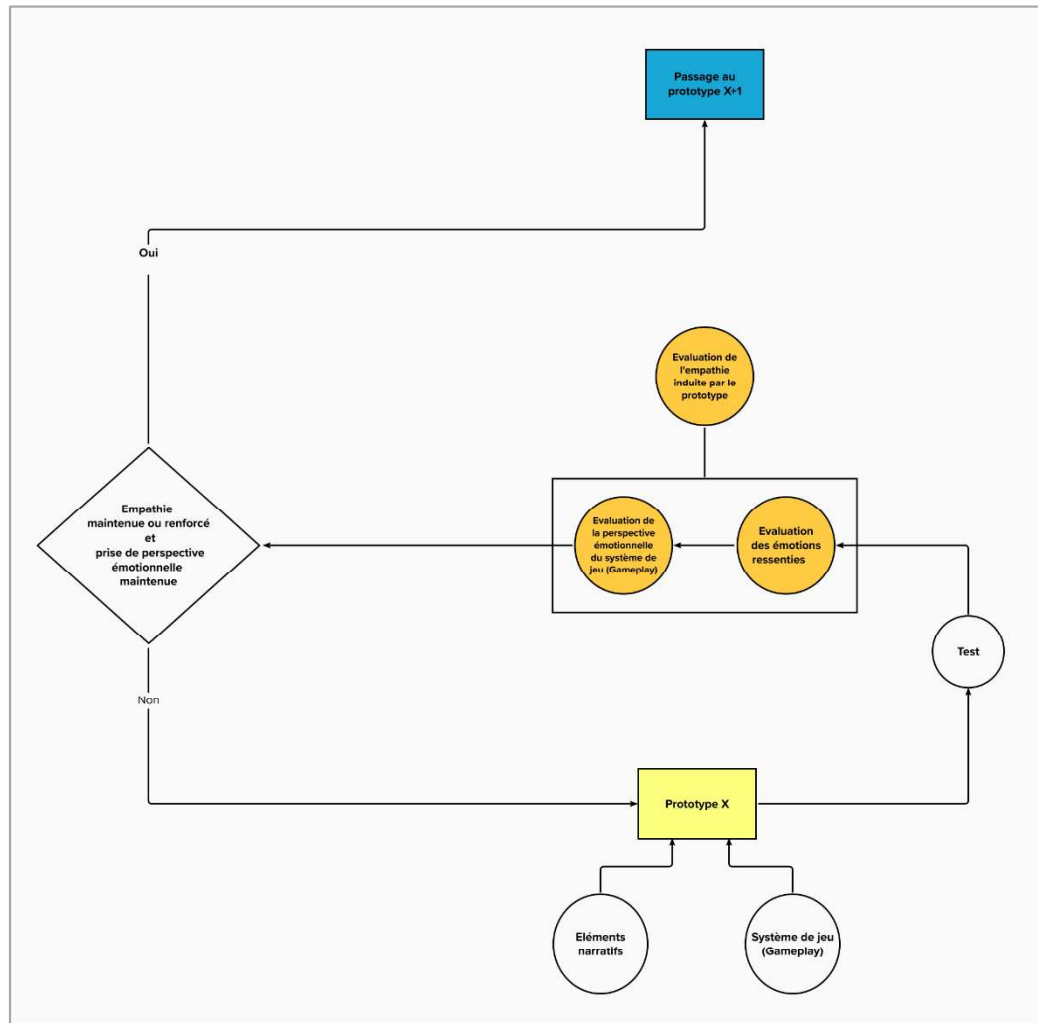 Passage au
prototype X+1
Oui
Evaluation de
l'empathie
induite par le
prototype
Empathie
maintenue ou renforcé
et
prise de perspective
émotionnelle
maintenue
Evaluation de
la perspective
émotionnelle
du système de
jeu (Gameplay)
Evaluation
des émotions
ressenties
Test
Non
Prototype X
Eléments
narratifs
Système de jeu
(Gameplay)